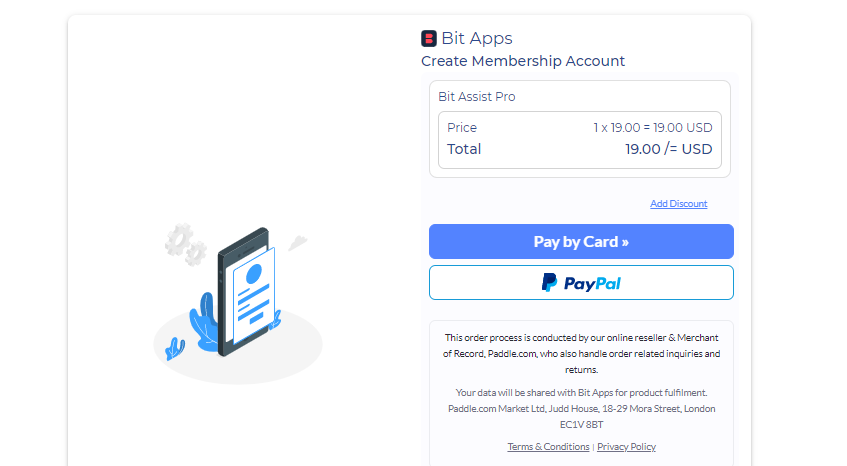 Bit Apps
Create Membership Account
Bit Assist Pro
Price 1 x 19.00 = 19.00 USD
Total 19.00 /= USD
Add Discount
Pay by Card »
PayPal
This order process is conducted by our online reseller & Merchant
of Record, Paddle.com, who also handle order related inquiries and
returns.
Your data will be shared with Bit Apps for product fulfilment.
Paddle.com Market Ltd, Judd House, 18-29 Mora Street, London
EC1V 8BT
Terms & Conditions | Privacy Policy